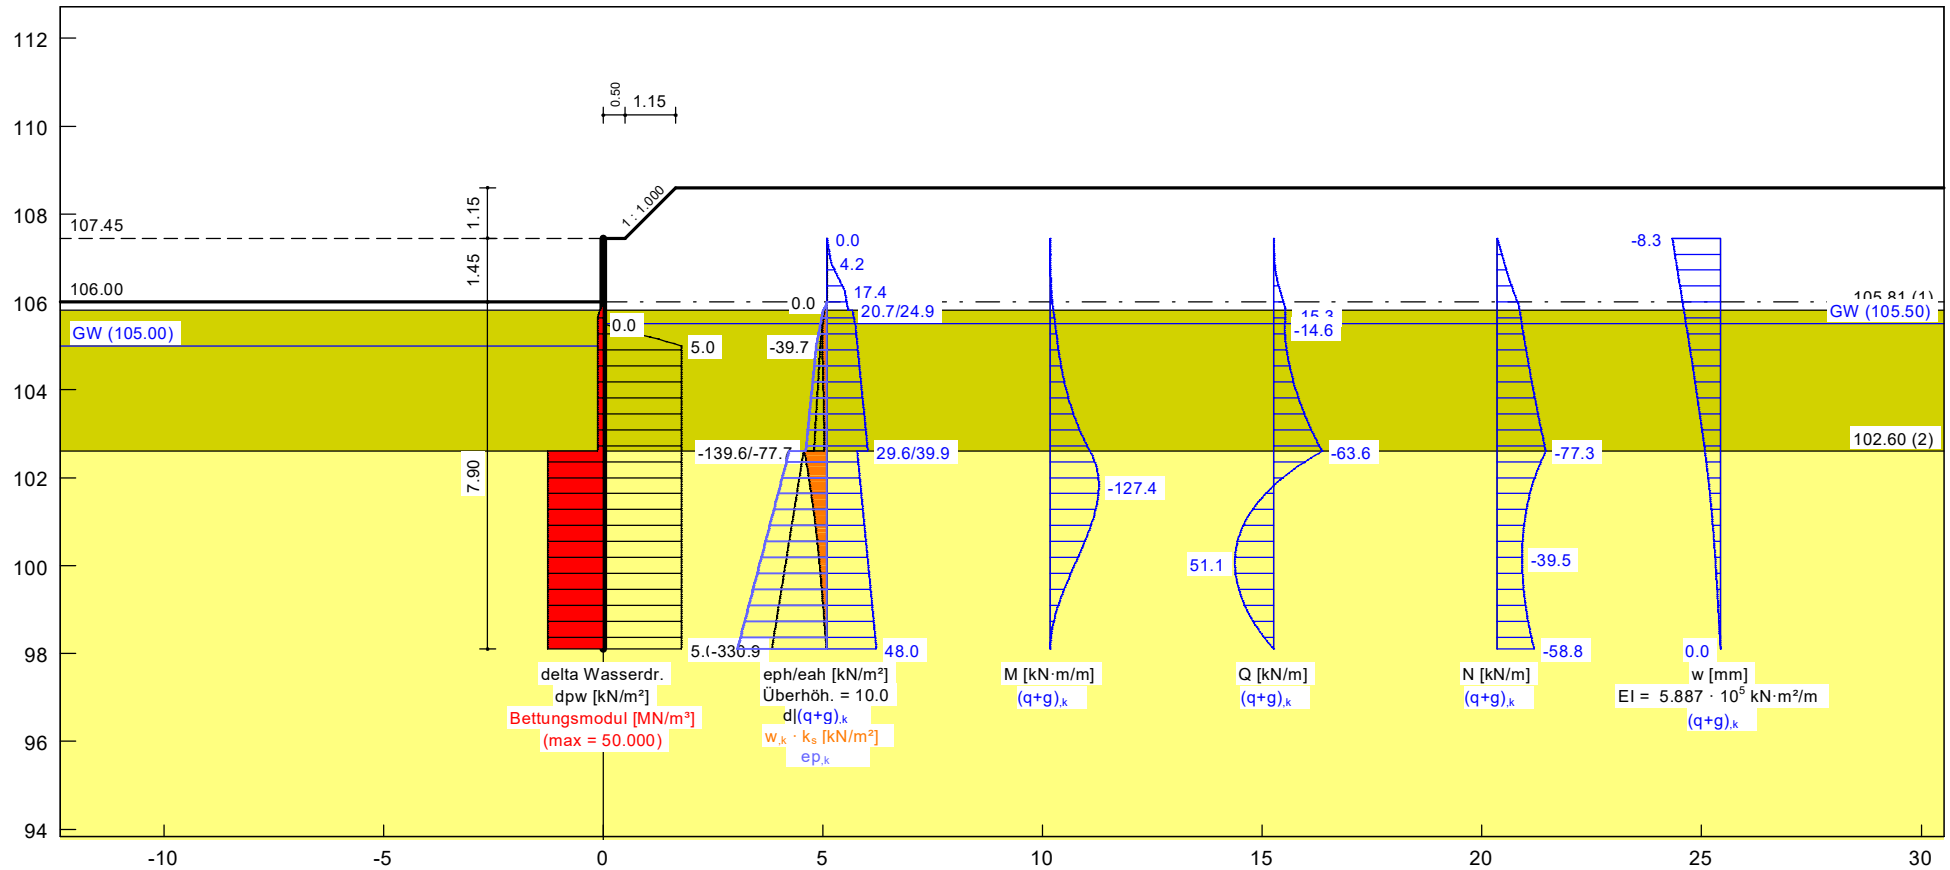 112
110
108
106
104
102
100
98
96
94
0.50
1.15
1 : 1.000
1.15
1.45
7.90
107.45
106.00
GW (105.00)
0.0
5.0
0.0
-39.7
-139.6/-77.7
-330.9
0.0
4.2
17.4
20.7/24.9
29.6/39.9
48.0
-127.4
15.3
-14.6
-63.6
51.1
-77.3
-39.5
-58.8
-8.3
0.0
105.81 (1)
GW (105.50)
102.60 (2)
delta Wasserdr.
dpw [kN/m²]
Bettungsmodul [MN/m³]
(max = 50.000)
eph/eah [kN/m²]
Überhöh. = 10.0
d|(q+g),k
w,k · ks [kN/m²]
ep,k
M [kN·m/m]
(q+g),k
Q [kN/m]
(q+g),k
N [kN/m]
(q+g),k
w [mm]
EI = 5.887 · 10⁵ kN·m²/m
(q+g),k
-10
-5
0
5
10
15
20
25
30